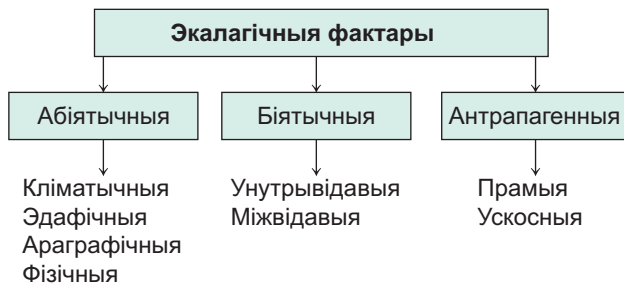 Экалагічныя фактары
Абіятычныя
Біятычныя
Антрапагенныя
Кліматычныя
Эдафічныя
Араграфічныя
Фізічныя
Унутрывідавыя
Міжвідавыя
Прамыя
Ускосныя